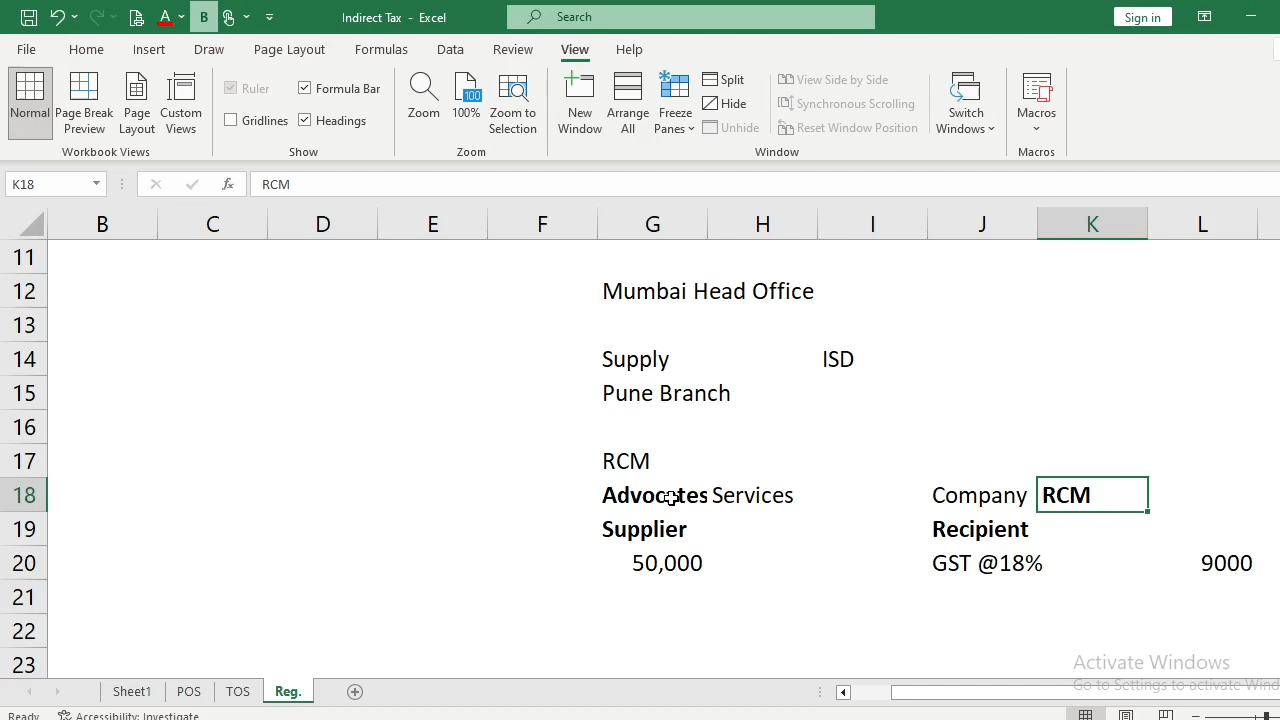 Indirect Tax - Excel
Search
Sign in
File Home Insert Draw Page Layout Formulas Data Review View Help
Normal
Page Break Preview
Page Layout
Custom Views
Workbook Views
Ruler
Formula Bar
Gridlines
Headings
Show
Zoom
100
100%
Zoom to Selection
Zoom
New Window
Arrange All
Freeze Panes
Split
Hide
Unhide
View Side by Side
Synchronous Scrolling
Reset Window Position
Switch Windows
Window
Macros
Macros
K18
fx
RCM
B C D E F G H I J K L
11
12 Mumbai Head Office
13
14 Supply ISD
15 Pune Branch
16
17 RCM
18 Advocates Services Company RCM
19 Supplier Recipient
20 50,000 GST @18% 9000
21
22
23
Activate Windows
Go to Settings to activate Wind
Sheet1 POS TOS Reg.
Ready Accessibility: Investigate